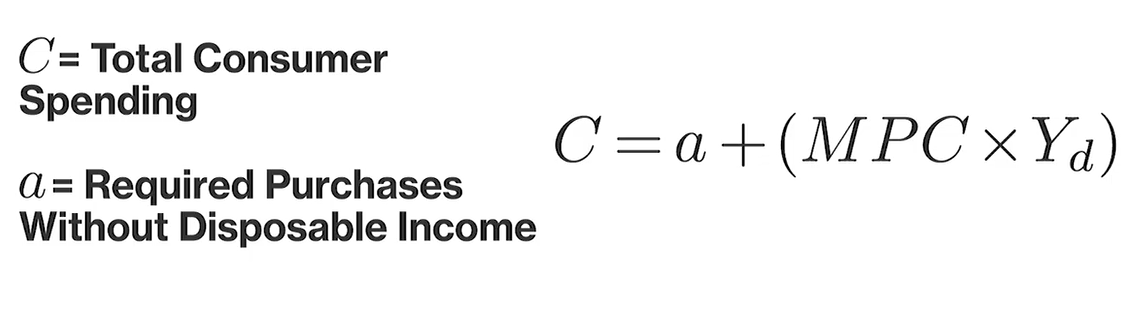 C = Total Consumer
Spending
a = Required Purchases
Without Disposable Income
C = a + (MPC × Y_d)